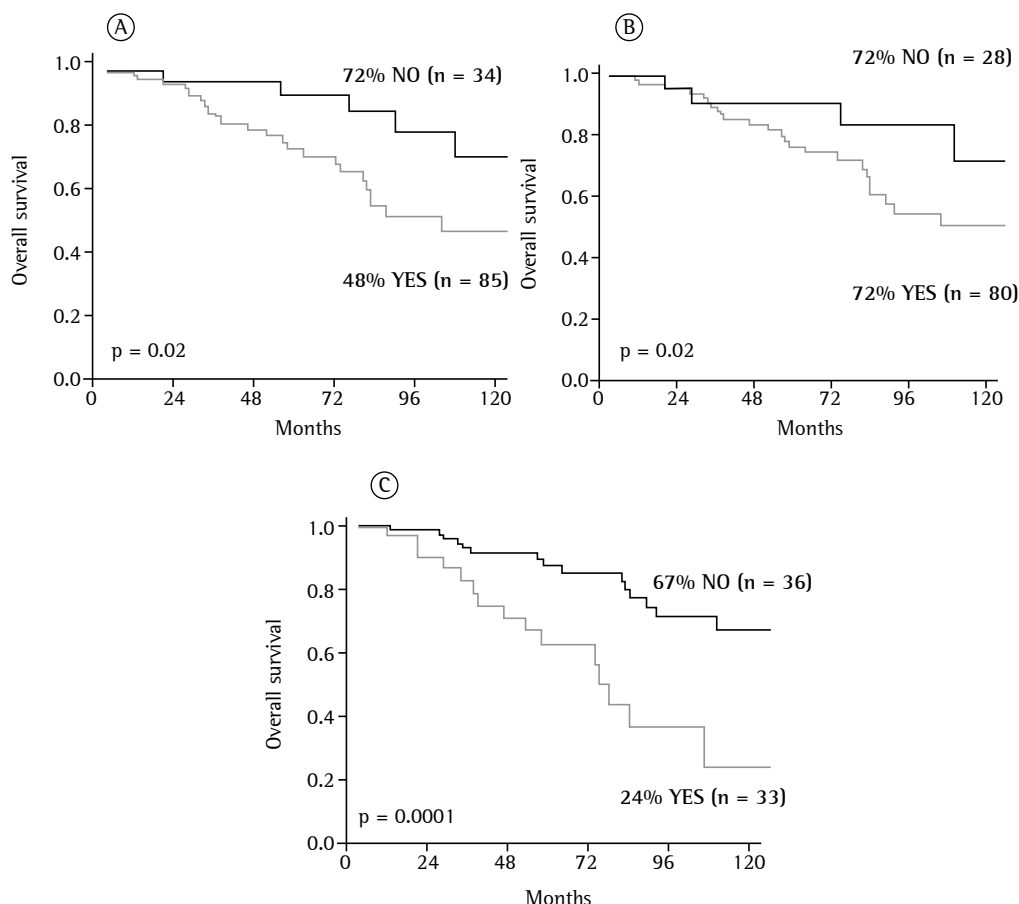 A
1.0
0.8
0.6
0.4
0.2
0.0
Overall survival
72% NO (n = 34)
48% YES (n = 85)
p = 0.02
0 24 48 72 96 120
Months
B
1.0
0.8
0.6
0.4
0.2
0.0
Overall survival
72% NO (n = 28)
72% YES (n = 80)
p = 0.02
0 24 48 72 96 120
Months
C
1.0
0.8
0.6
0.4
0.2
0.0
Overall survival
67% NO (n = 36)
24% YES (n = 33)
p = 0.0001
0 24 48 72 96 120
Months